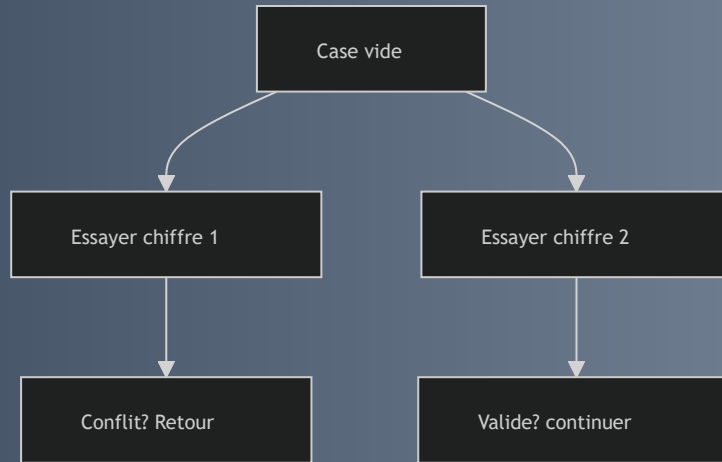 Case vide
Essayer chiffre 1
Essayer chiffre 2
Conflit? Retour
Valide? continuer